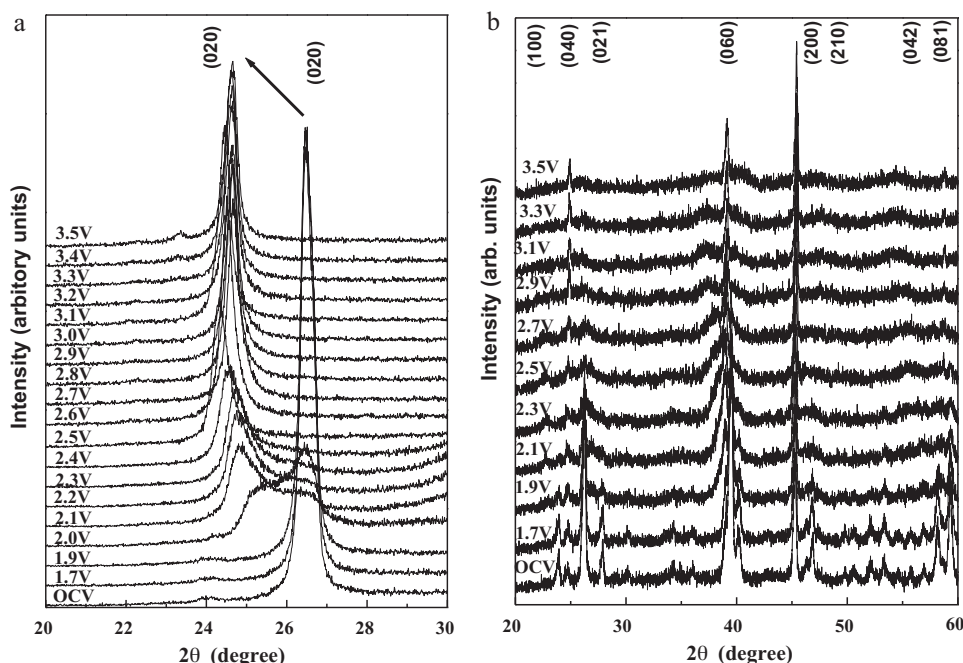 a
(020)
(020)
Intensity (arbitory units)
3.5V
3.4V
3.3V
3.2V
3.1V
3.0V
2.9V
2.8V
2.7V
2.6V
2.5V
2.4V
2.3V
2.2V
2.1V
2.0V
1.9V
1.7V
OCV
20 22 24 26 28 30
2θ (degree)
b
(100) (040) (021) (060) (200) (210) (042) (081)
Intensity (arb. units)
3.5V
3.3V
3.1V
2.9V
2.7V
2.5V
2.3V
2.1V
1.9V
1.7V
OCV
20 30 40 50 60
2θ (degree)